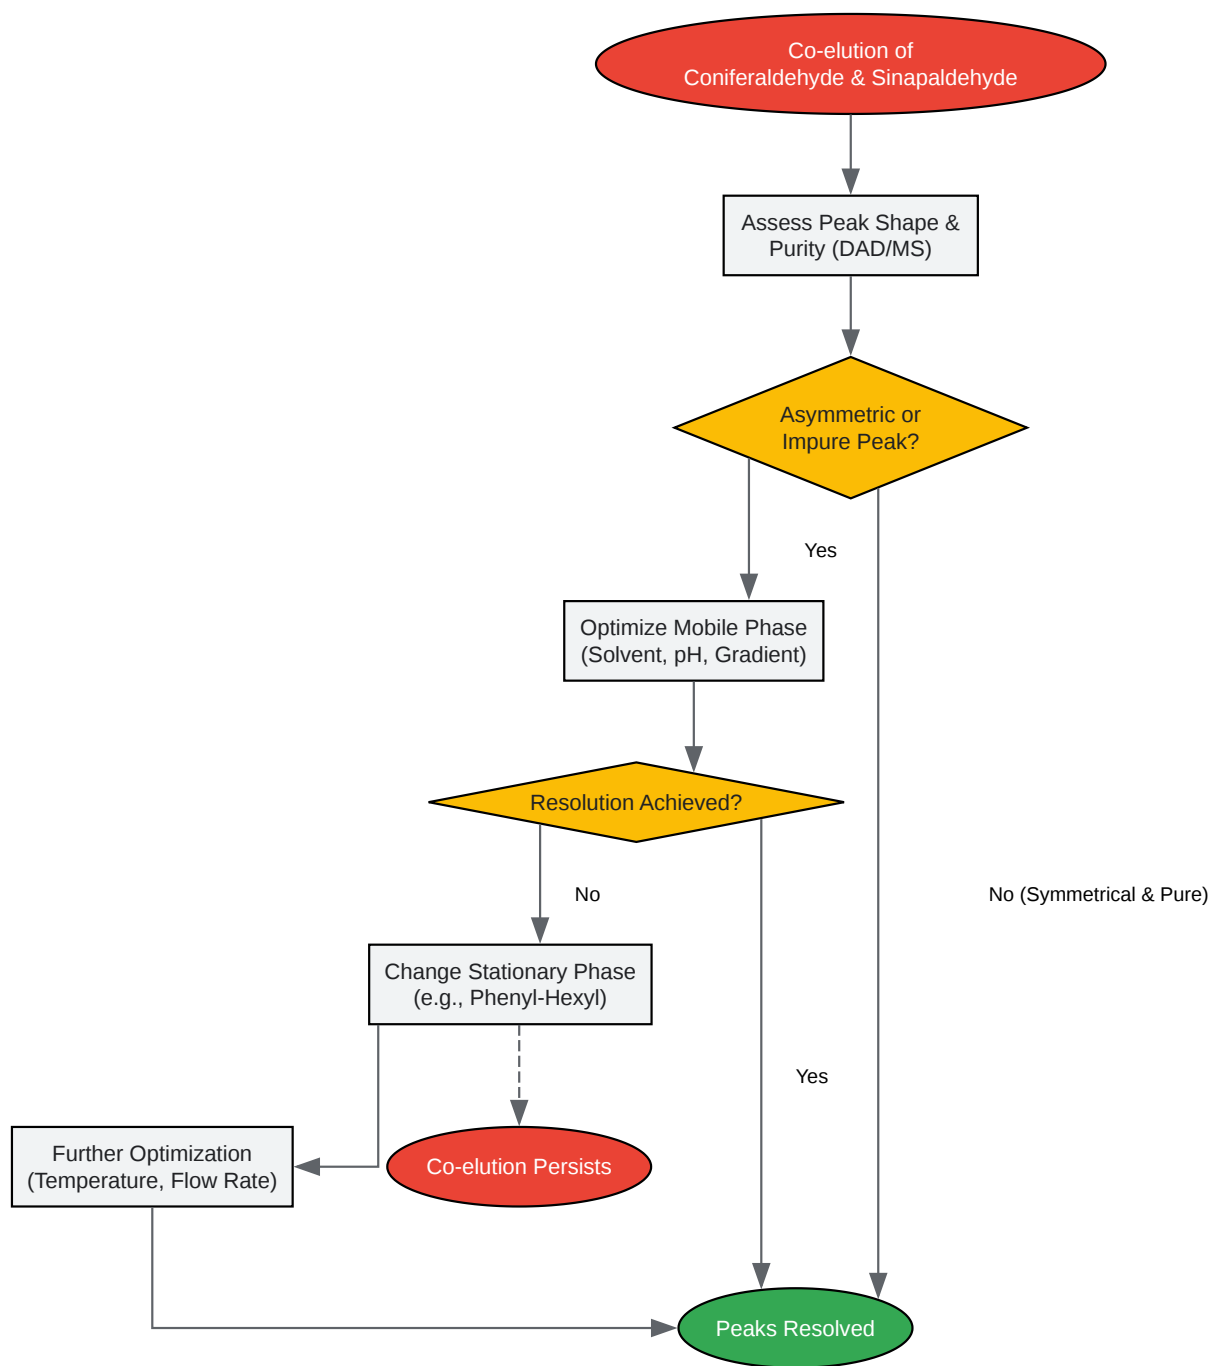 Co-elution of
Coniferaldehyde & Sinapaldehyde
Assess Peak Shape &
Purity (DAD/MS)
Asymmetric or
Impure Peak?
Yes
Optimize Mobile Phase
(Solvent, pH, Gradient)
Resolution Achieved?
No
No (Symmetrical & Pure)
Change Stationary Phase
(e.g., Phenyl-Hexyl)
Yes
Further Optimization
(Temperature, Flow Rate)
Co-elution Persists
Peaks Resolved